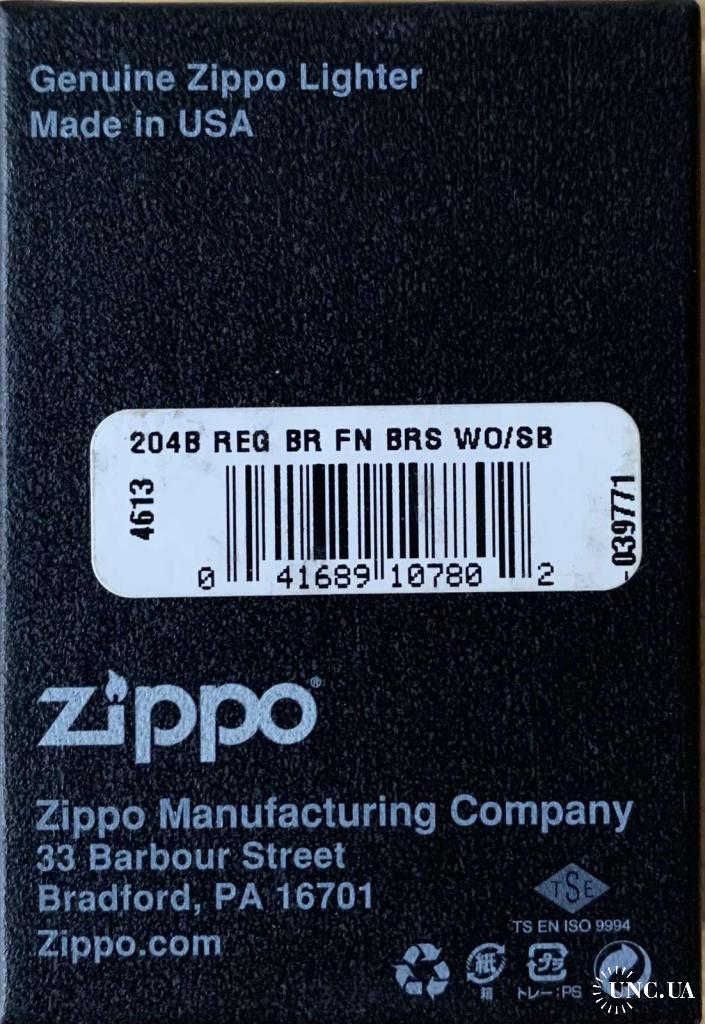 Genuine Zippo Lighter
Made in USA
204B REG BR FN BRS WO/SB
4613
039771
0 41689 10780 2
zippo®
Zippo Manufacturing Company
33 Barbour Street
Bradford, PA 16701
Zippo.com
TSE
TS EN ISO 9994
紙
箱
プラ
トレー:PS
UNC.UA